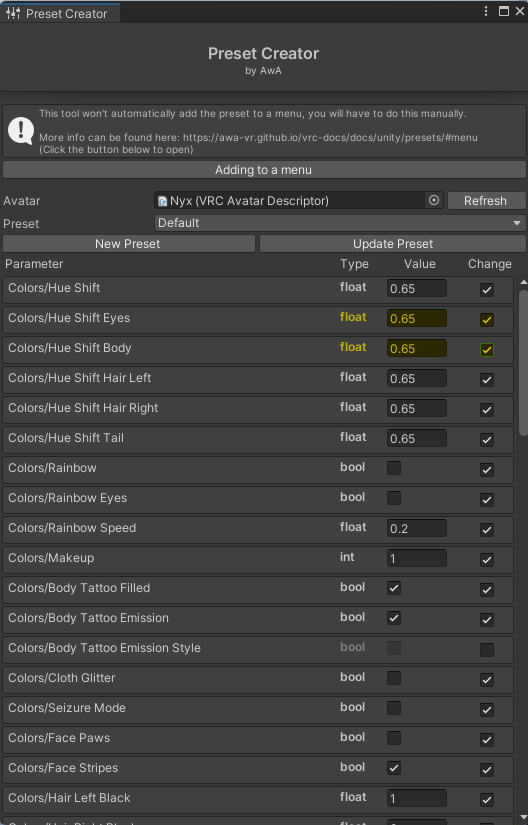 Preset Creator
Preset Creator
by AwA
This tool won't automatically add the preset to a menu, you will have to do this manually.
More info can be found here: https://awa-vr.github.io/vrc-docs/docs/unity/presets/#menu
(Click the button below to open)
Adding to a menu
Avatar Nyx (VRC Avatar Descriptor) Refresh
Preset Default
New Preset Update Preset
Parameter Type Value Change
Colors/Hue Shift float 0.65
Colors/Hue Shift Eyes float 0.65
Colors/Hue Shift Body float 0.65
Colors/Hue Shift Hair Left float 0.65
Colors/Hue Shift Hair Right float 0.65
Colors/Hue Shift Tail float 0.65
Colors/Rainbow bool
Colors/Rainbow Eyes bool
Colors/Rainbow Speed float 0.2
Colors/Makeup int 1
Colors/Body Tattoo Filled bool
Colors/Body Tattoo Emission bool
Colors/Body Tattoo Emission Style bool
Colors/Cloth Glitter bool
Colors/Seizure Mode bool
Colors/Face Paws bool
Colors/Face Stripes bool
Colors/Hair Left Black float 1